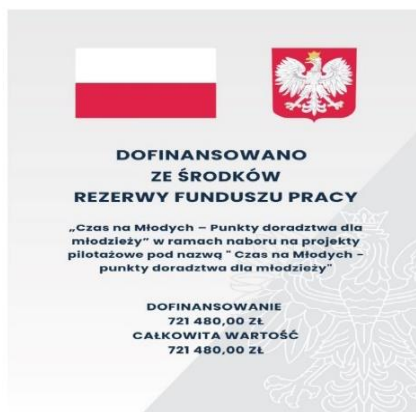 DOFINANSOWANO
ZE ŚRODKÓW
REZERWY FUNDUSZU PRACY
„Czas na Młodych – Punkty doradztwa dla
młodzieży” w ramach naboru na projekty
pilotażowe pod nazwą " Czas na Młodych -
punkty doradztwa dla młodzieży"
DOFINANSOWANIE
721 480,00 ZŁ
CAŁKOWITA WARTOŚĆ
721 480,00 ZŁ